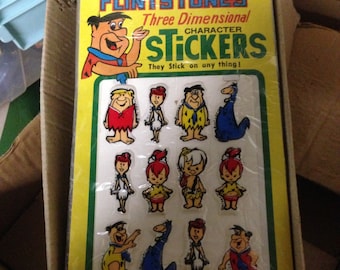 FLINTSTONES
Three Dimensional
CHARACTER
STICKERS
They Stick on any thing!